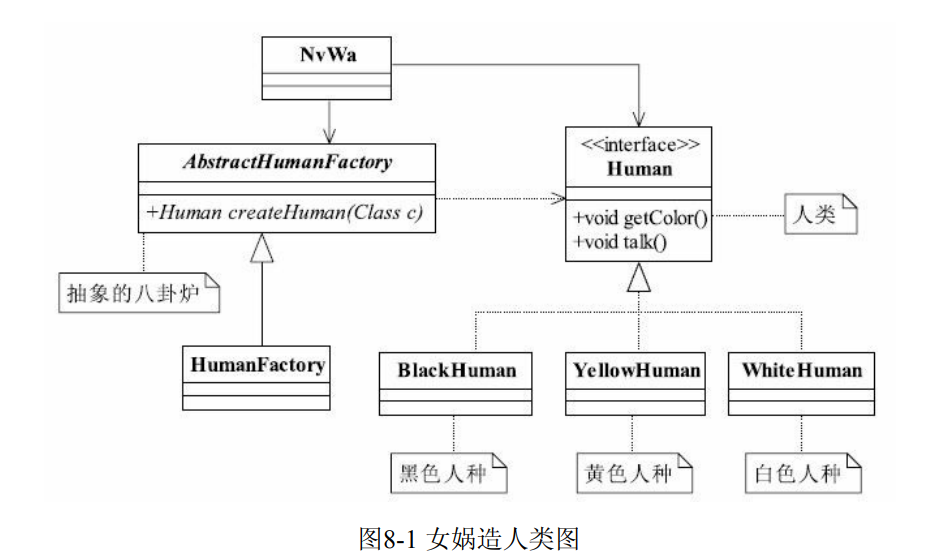 NvWa
AbstractHumanFactory
+Human createHuman(Class c)
<<interface>>
Human
+void getColor()
+void talk()
人类
抽象的八卦炉
HumanFactory
BlackHuman
YellowHuman
WhiteHuman
黑色人种
黄色人种
白色人种
图8-1 女娲造人类图